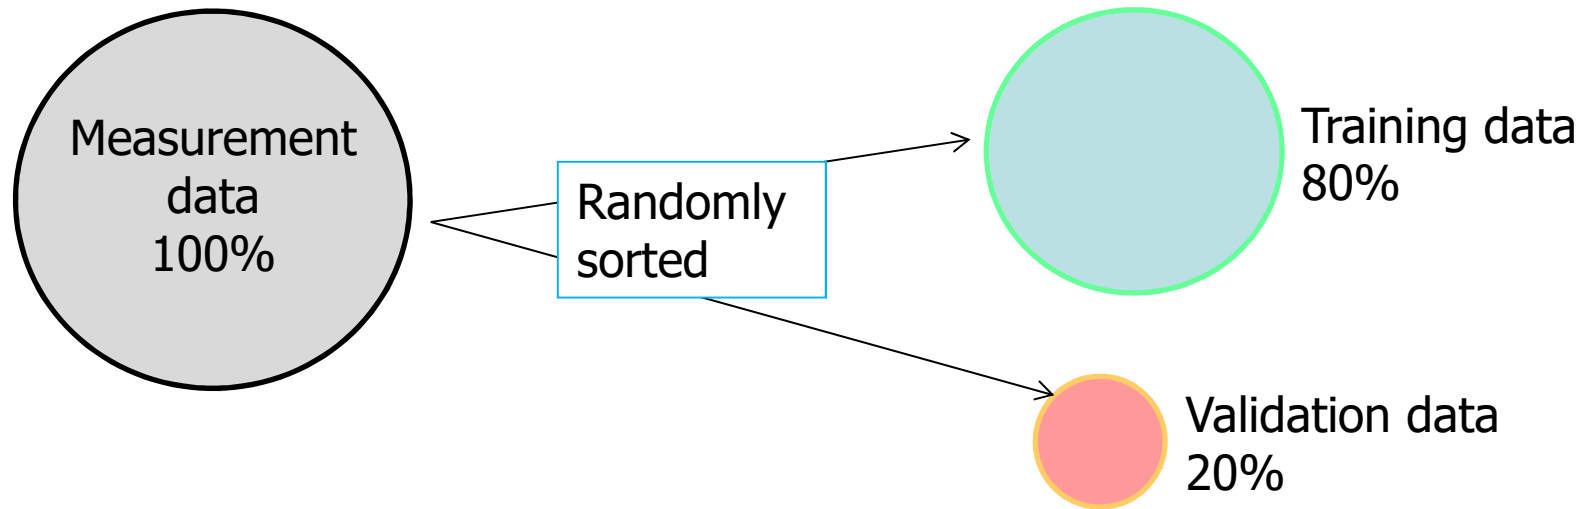 Measurement
data
100%
Randomly
sorted
Training data
80%
Validation data
20%